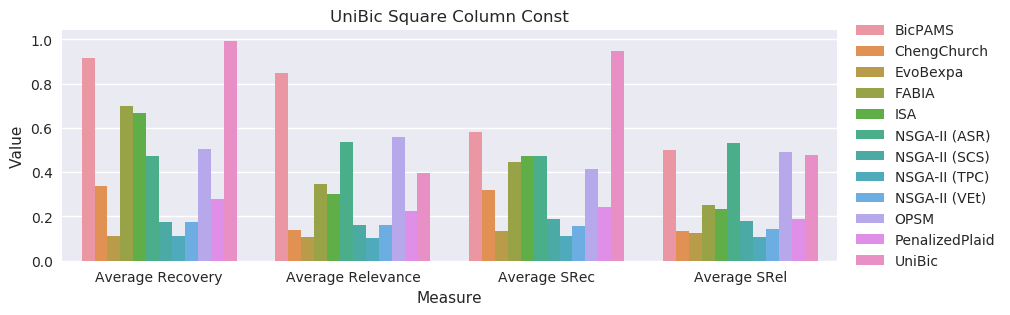 UniBic Square Column Const
Value
1.0
0.8
0.6
0.4
0.2
0.0
Average Recovery
Average Relevance
Average SRec
Average SRel
Measure
BicPAMS
ChengChurch
EvoBexpa
FABIA
ISA
NSGA-II (ASR)
NSGA-II (SCS)
NSGA-II (TPC)
NSGA-II (VEt)
OPSM
PenalizedPlaid
UniBic